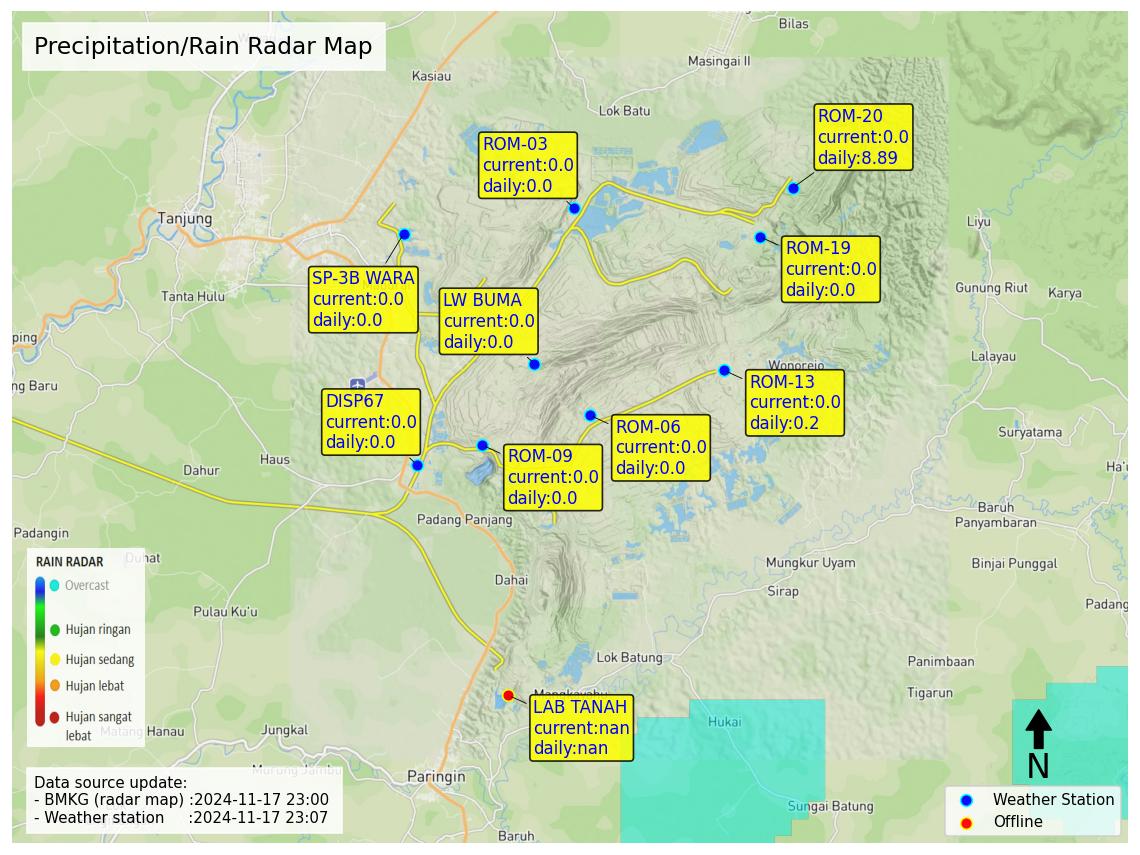 Precipitation/Rain Radar Map
Bilas
Masingai II
Kasiau
Lok Batu
ROM-20
current:0.0
daily:8.89
ROM-03
current:0.0
daily:0.0
Tanjung
Liyu
ROM-19
current:0.0
daily:0.0
SP-3B WARA
current:0.0
daily:0.0
Tanta Hulu
LW BUMA
current:0.0
daily:0.0
Gunung Riut
Karya
ping
Lalayau
Wonorejo
ng Baru
ROM-13
current:0.0
daily:0.2
DISP67
current:0.0
daily:0.0
ROM-06
current:0.0
daily:0.0
Suryatama
Haus
Dahur
ROM-09
current:0.0
daily:0.0
Padang Panjang
Baruh
Panyambaran
Padangin
Duhat
Mungkur Uyam
Binjai Punggal
Dahai
Sirap
Padang
Pulau Ku'u
RAIN RADAR
Overcast
Hujan ringan
Hujan sedang
Hujan lebat
Hujan sangat
lebat
Lok Batung
Panimbaan
Tigarun
LAB TANAH
current:nan
daily:nan
Hukai
Matang Hanau
Jungkal
Murung Jambu
Paringin
N
Sungai Batung
Baruh
Data source update:
- BMKG (radar map) :2024-11-17 23:00
- Weather station :2024-11-17 23:07
Weather Station
Offline